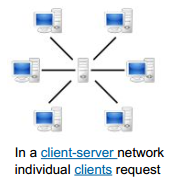 In a client-server network
individual clients request